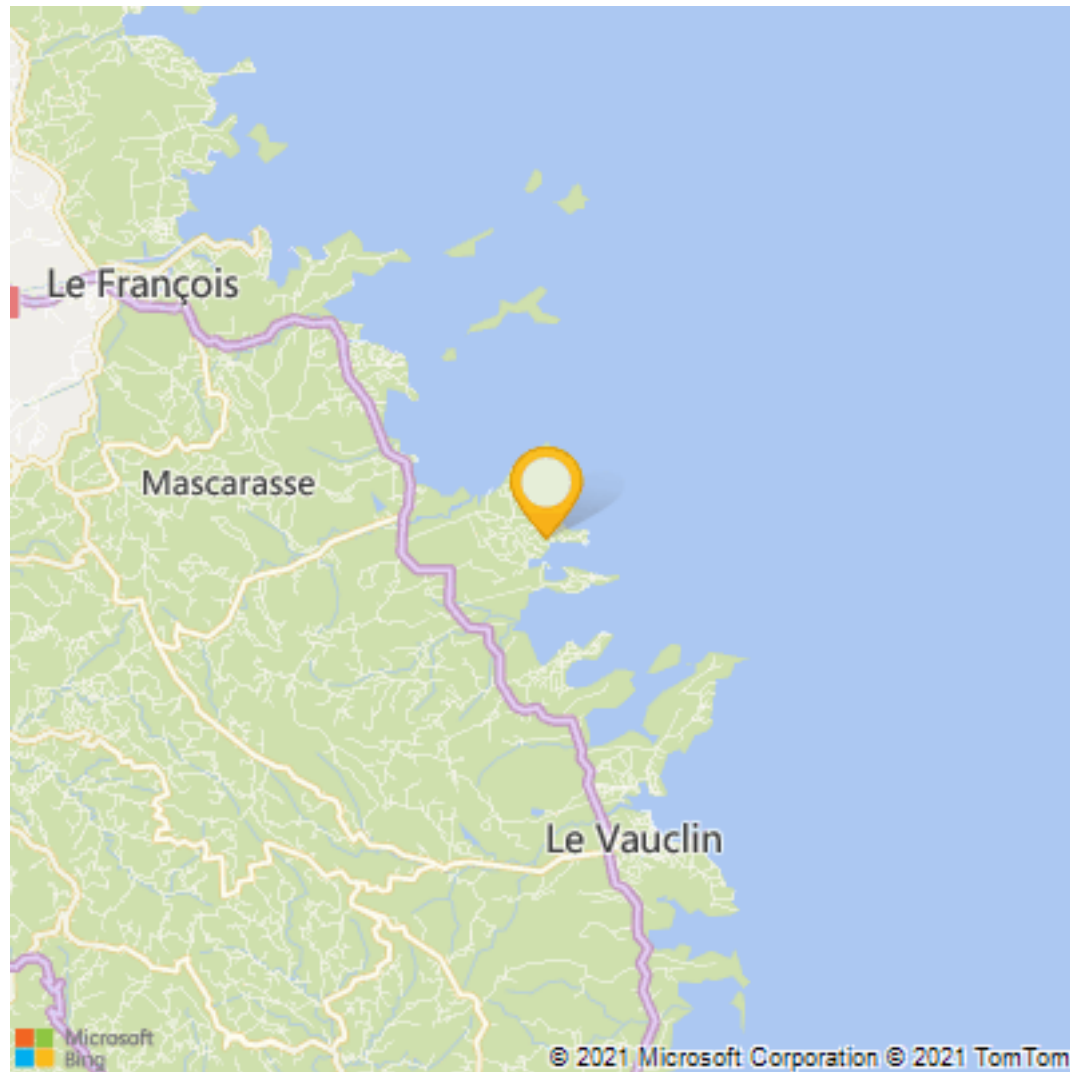 Le François
Mascarasse
Le Vauclin
Microsoft
Bing
© 2021 Microsoft Corporation © 2021 TomTom